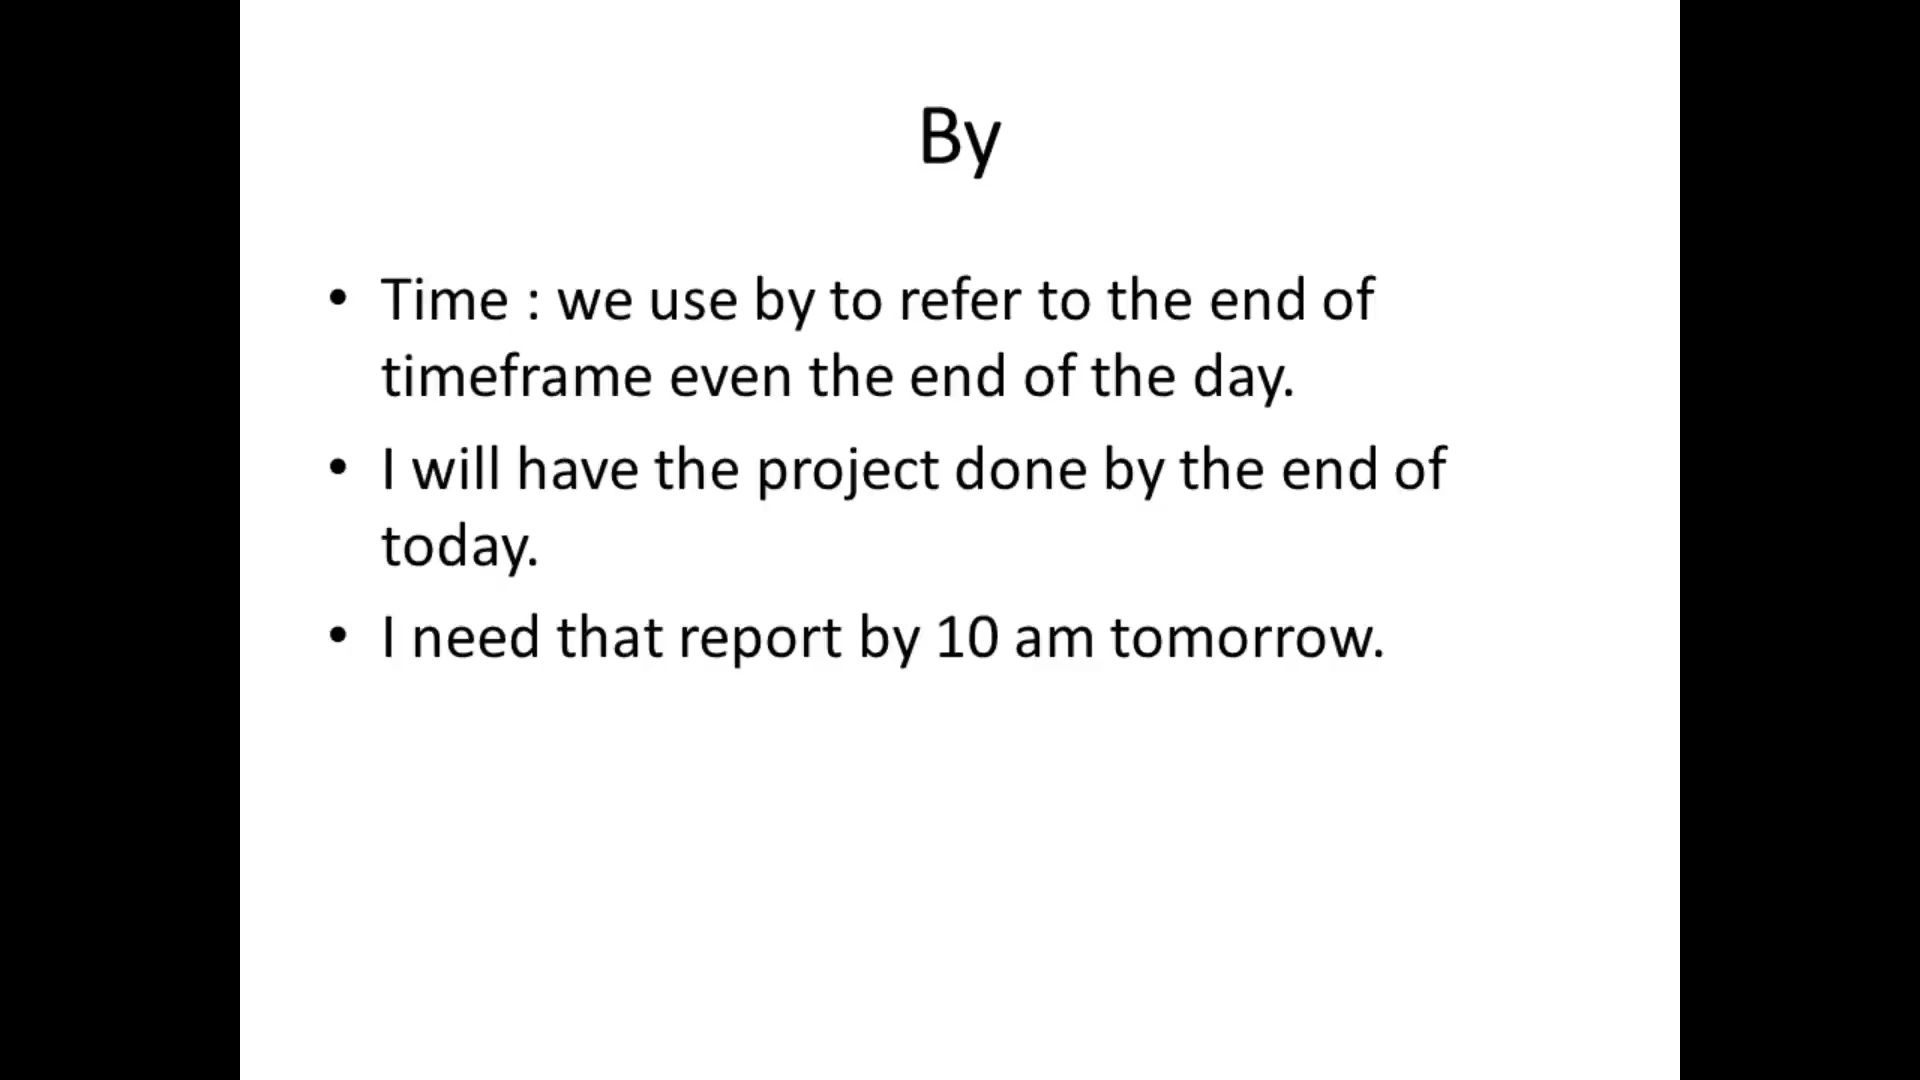 By
• Time : we use by to refer to the end of
timeframe even the end of the day.
• I will have the project done by the end of
today.
• I need that report by 10 am tomorrow.